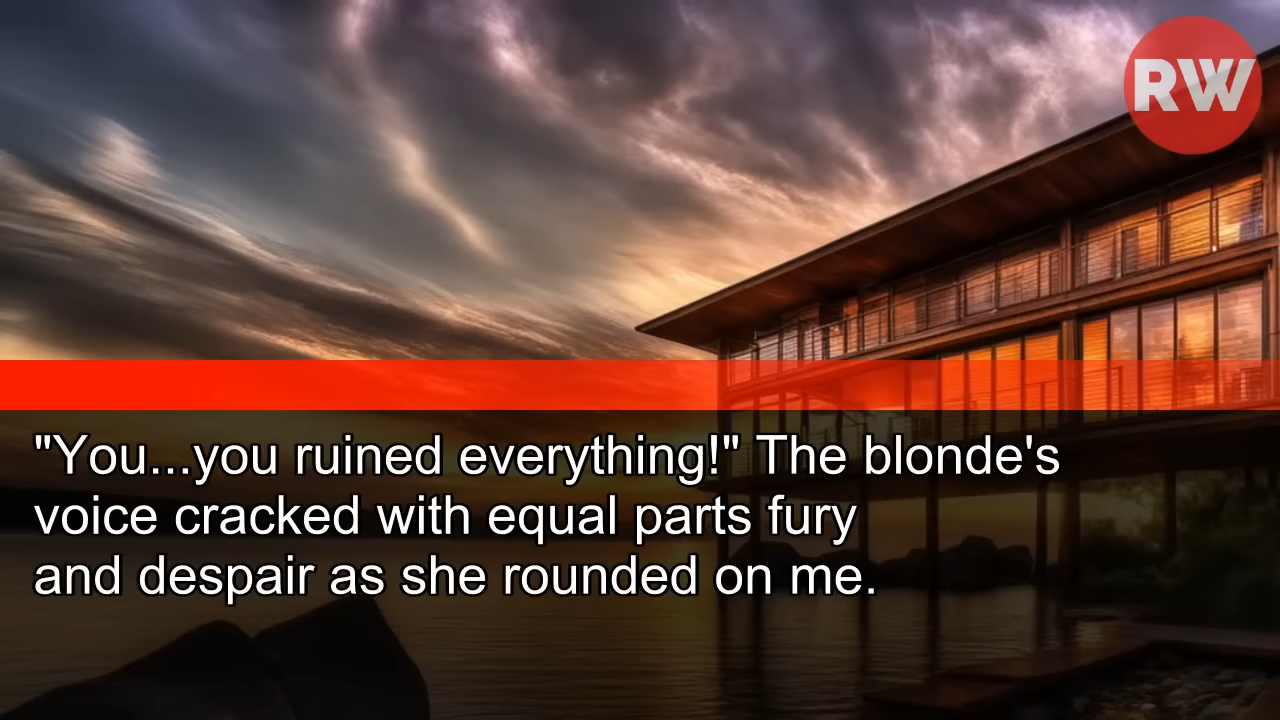 RW
"You...you ruined everything!" The blonde's
voice cracked with equal parts fury
and despair as she rounded on me.